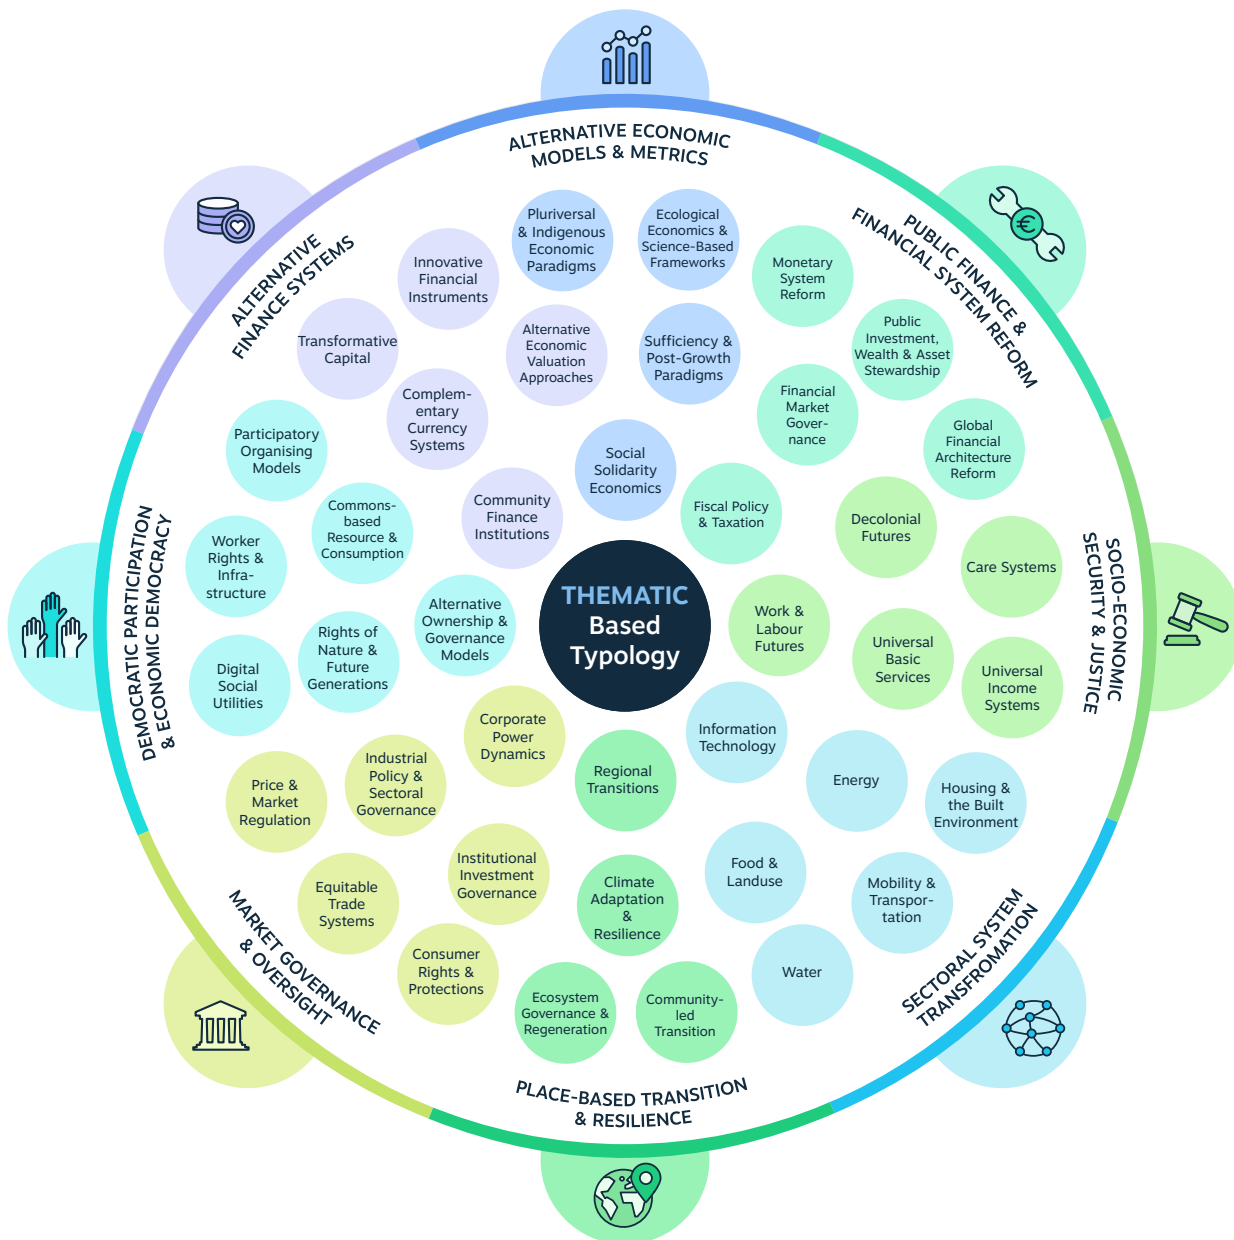 ALTERNATIVE ECONOMIC
MODELS & METRICS
Pluriversal
& Indigenous
Economic
Paradigms
Ecological
Economics &
Science-Based
Frameworks
Sufficiency &
Post-Growth
Paradigms
Social
Solidarity
Economics
PUBLIC FINANCE &
FINANCIAL SYSTEM REFORM
Monetary
System
Reform
Public
Investment,
Wealth & Asset
Stewardship
Financial
Market
Gover-
nance
Global
Financial
Architecture
Reform
Fiscal Policy
& Taxation
SOCIO-ECONOMIC
SECURITY & JUSTICE
Decolonial
Futures
Care Systems
Work &
Labour
Futures
Universal
Basic
Services
Universal
Income
Systems
SECTORAL SYSTEM
TRANSFROMATION
Information
Technology
Energy
Housing &
the Built
Environment
Food &
Landuse
Mobility &
Transpor-
tation
Water
PLACE-BASED TRANSITION
& RESILIENCE
Regional
Transitions
Climate
Adaptation
&
Resilience
Ecosystem
Governance &
Regeneration
Community-
led
Transition
MARKET GOVERNANCE
& OVERSIGHT
Corporate
Power
Dynamics
Industrial
Policy &
Sectoral
Governance
Price &
Market
Regulation
Institutional
Investment
Governance
Equitable
Trade
Systems
Consumer
Rights &
Protections
DEMOCRATIC PARTICIPATION
& ECONOMIC DEMOCRACY
Participatory
Organising
Models
Commons-
based
Resource &
Consumption
Worker
Rights &
Infra-
structure
Alternative
Ownership &
Governance
Models
Rights of
Nature &
Future
Generations
Digital
Social
Utilities
ALTERNATIVE
FINANCE SYSTEMS
Innovative
Financial
Instruments
Transformative
Capital
Alternative
Economic
Valuation
Approaches
Complem-
entary
Currency
Systems
Community
Finance
Institutions
THEMATIC
Based
Typology